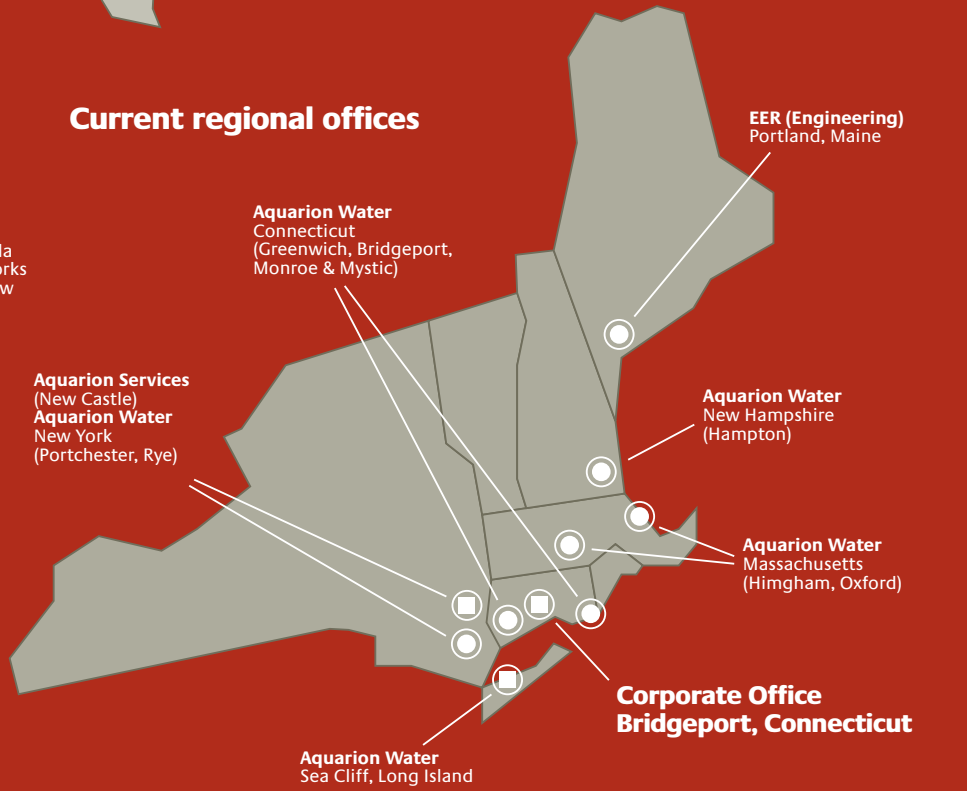 Current regional offices
EER (Engineering)
Portland, Maine
Aquarion Water
Connecticut
(Greenwich, Bridgeport,
Monroe & Mystic)
la
orks
w
Aquarion Services
(New Castle)
Aquarion Water
New York
(Portchester, Rye)
Aquarion Water
New Hampshire
(Hampton)
Aquarion Water
Massachusetts
(Himgham, Oxford)
Corporate Office
Bridgeport, Connecticut
Aquarion Water
Sea Cliff, Long Island